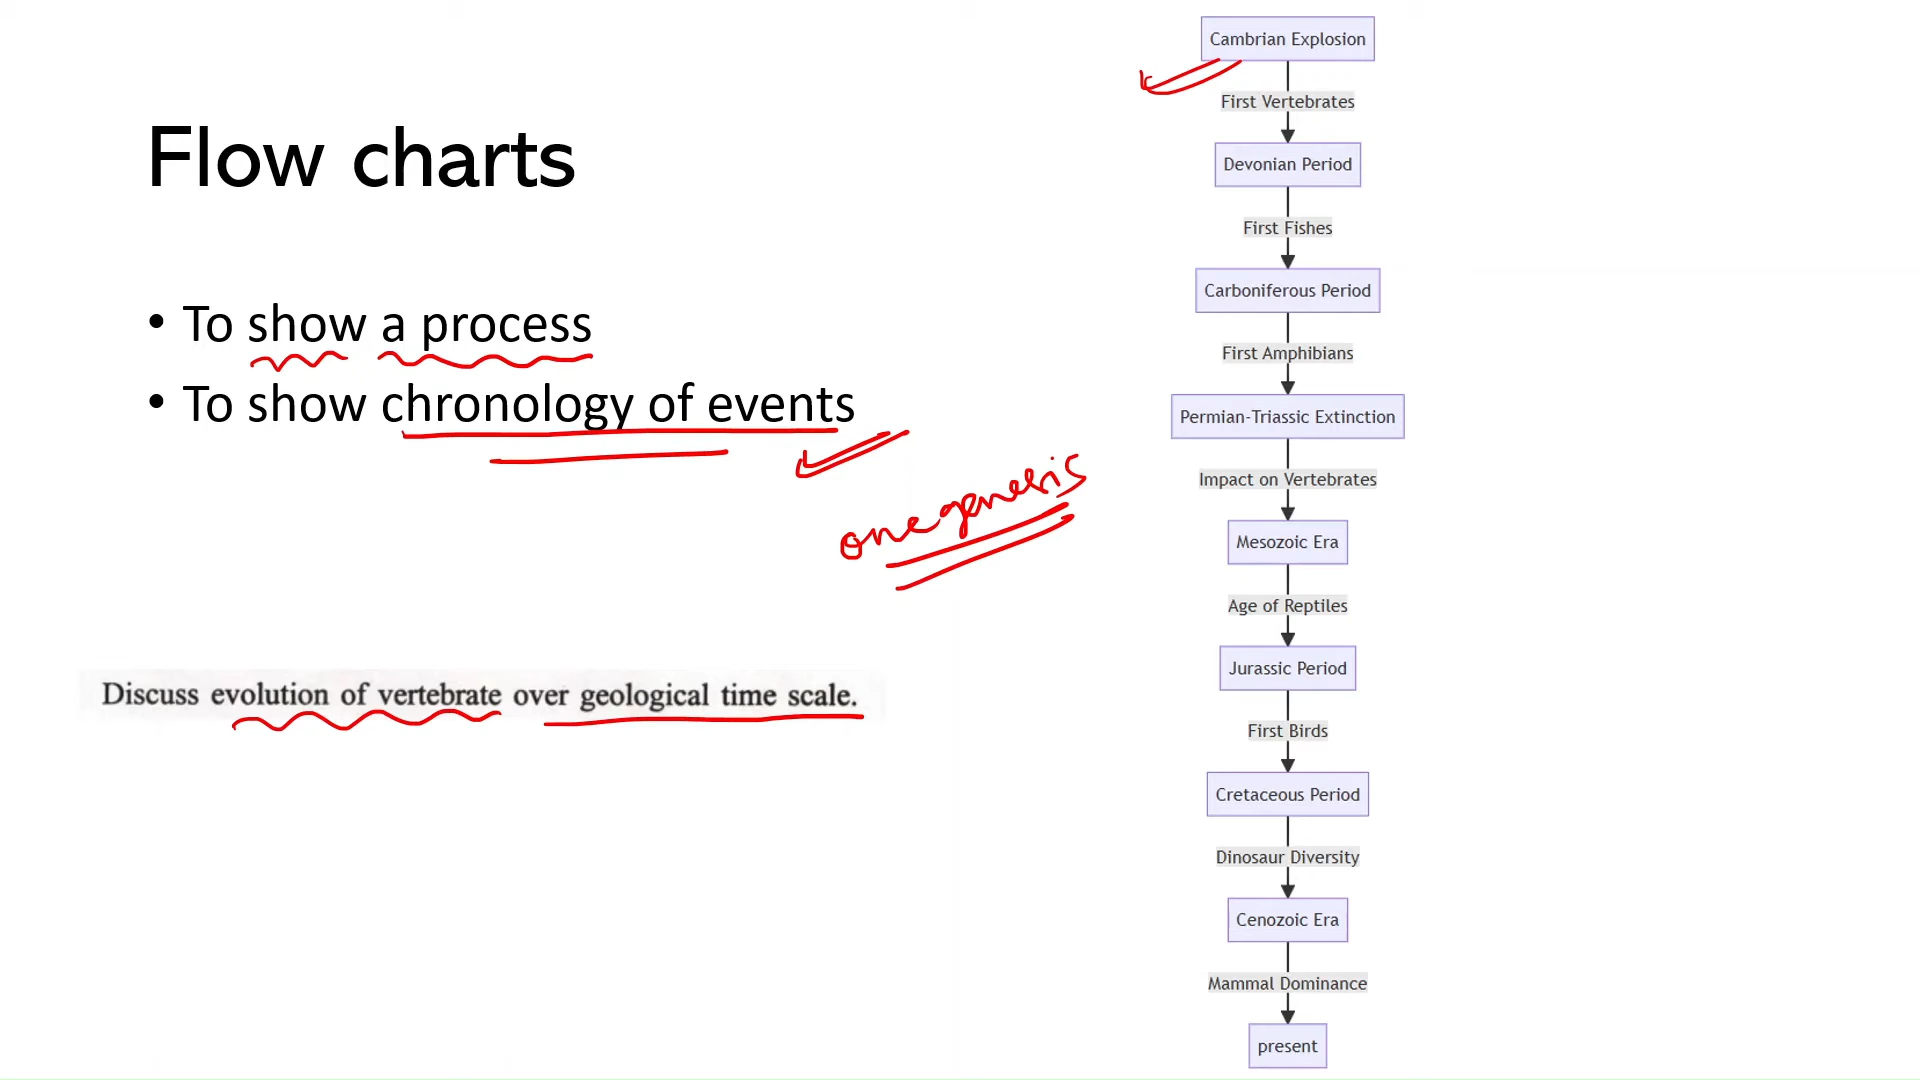 Flow charts
• To show a process
• To show chronology of events
onegenesis
Discuss evolution of vertebrate over geological time scale.
Cambrian Explosion
First Vertebrates
Devonian Period
First Fishes
Carboniferous Period
First Amphibians
Permian-Triassic Extinction
Impact on Vertebrates
Mesozoic Era
Age of Reptiles
Jurassic Period
First Birds
Cretaceous Period
Dinosaur Diversity
Cenozoic Era
Mammal Dominance
present